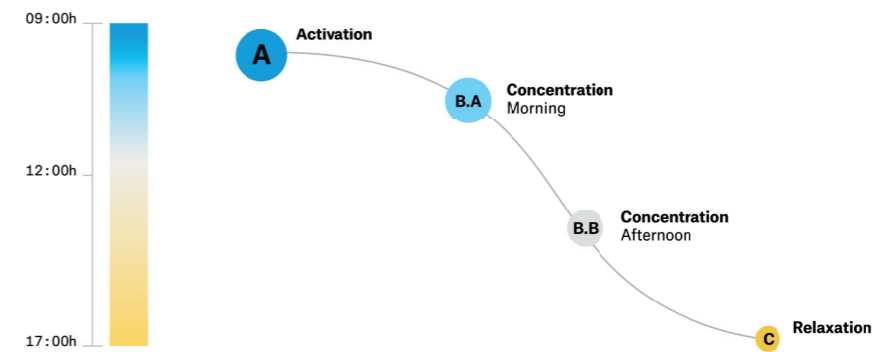 09:00h
A
Activation
B.A
Concentration
Morning
12:00h
B.B
Concentration
Afternoon
17:00h
C
Relaxation